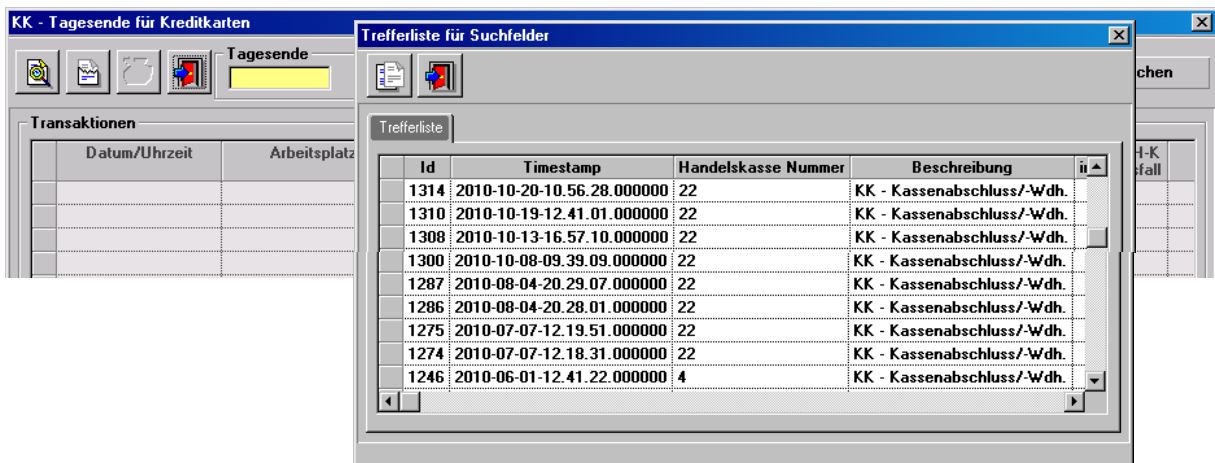 KK - Tagesende für Kreditkarten
Tagesende
chen
Transaktionen
Datum/Uhrzeit Arbeitsplatz H-K
sfall
Trefferliste für Suchfelder
Trefferliste
Id Timestamp Handelskasse Nummer Beschreibung
1314 2010-10-20-10.56.28.000000 22 KK - Kassenabschluss/-Wdh.
1310 2010-10-19-12.41.01.000000 22 KK - Kassenabschluss/-Wdh.
1308 2010-10-13-16.57.10.000000 22 KK - Kassenabschluss/-Wdh.
1300 2010-10-08-09.39.09.000000 22 KK - Kassenabschluss/-Wdh.
1287 2010-08-04-20.29.07.000000 22 KK - Kassenabschluss/-Wdh.
1286 2010-08-04-20.28.01.000000 22 KK - Kassenabschluss/-Wdh.
1275 2010-07-07-12.19.51.000000 22 KK - Kassenabschluss/-Wdh.
1274 2010-07-07-12.18.31.000000 22 KK - Kassenabschluss/-Wdh.
1246 2010-06-01-12.41.22.000000 4 KK - Kassenabschluss/-Wdh.